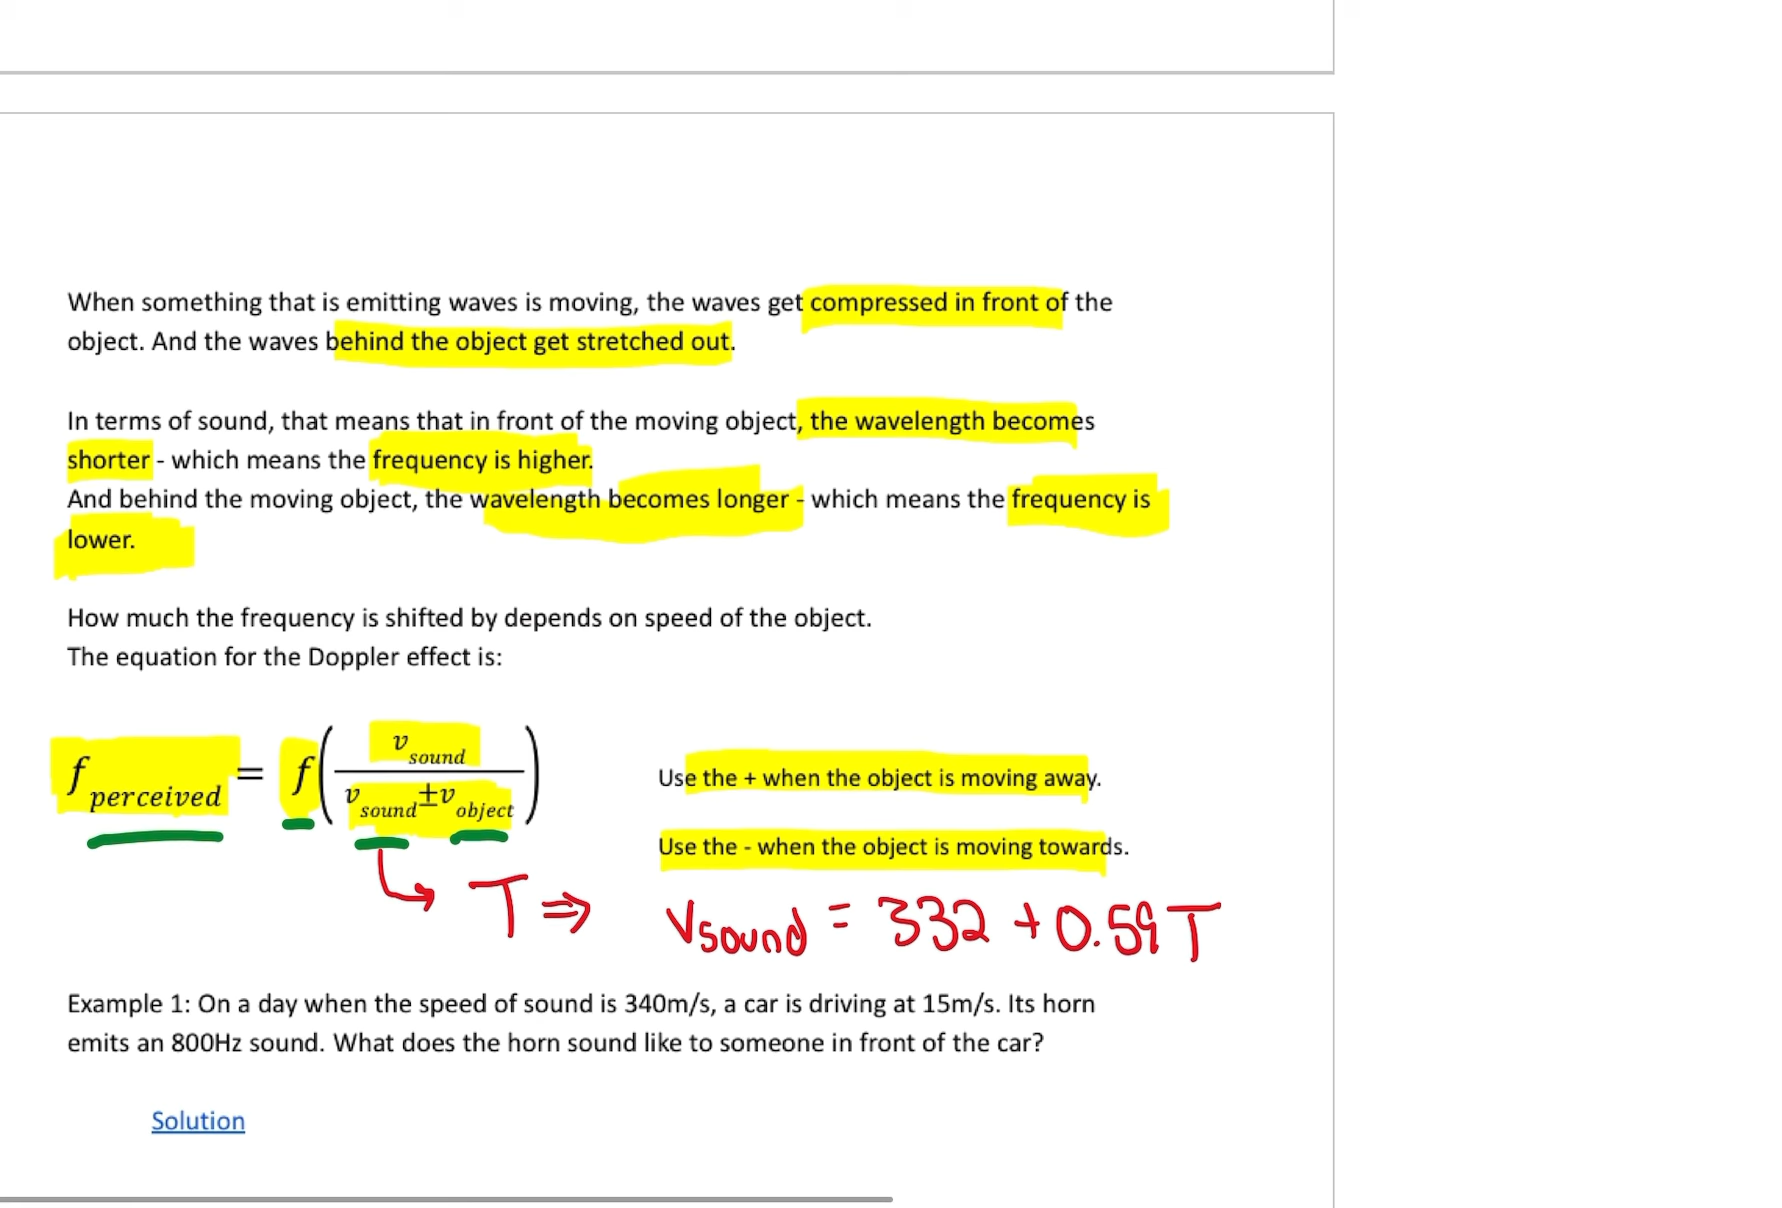 When something that is emitting waves is moving, the waves get compressed in front of the
object. And the waves behind the object get stretched out.
In terms of sound, that means that in front of the moving object, the wavelength becomes
shorter - which means the frequency is higher.
And behind the moving object, the wavelength becomes longer - which means the frequency is
lower.
How much the frequency is shifted by depends on speed of the object.
The equation for the Doppler effect is:
f perceived = f ( v sound / v sound ± v object )
Use the + when the object is moving away.
Use the - when the object is moving towards.
↳ T ⇒ Vsound = 332 + 0.59 T
Example 1: On a day when the speed of sound is 340m/s, a car is driving at 15m/s. Its horn
emits an 800Hz sound. What does the horn sound like to someone in front of the car?
Solution